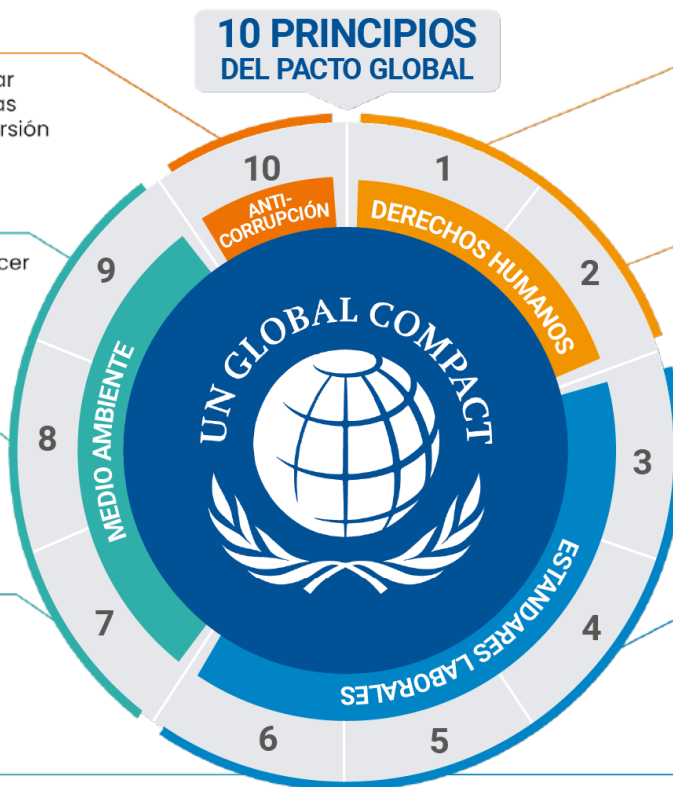 10 PRINCIPIOS
DEL PACTO GLOBAL
10
1
ANTI-
CORRUPCIÓN
DERECHOS HUMANOS
9
2
UN GLOBAL COMPACT
8
MEDIO AMBIENTE
3
7
4
ESTANDARES LABORALES
6
5